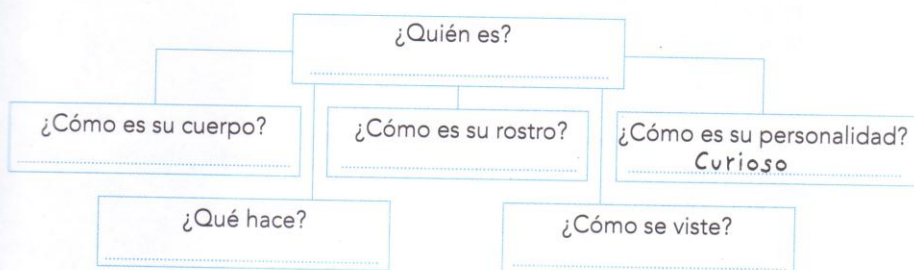 ¿Quién es?
¿Cómo es su cuerpo?
¿Cómo es su rostro?
¿Cómo es su personalidad?
Curioso
¿Qué hace?
¿Cómo se viste?